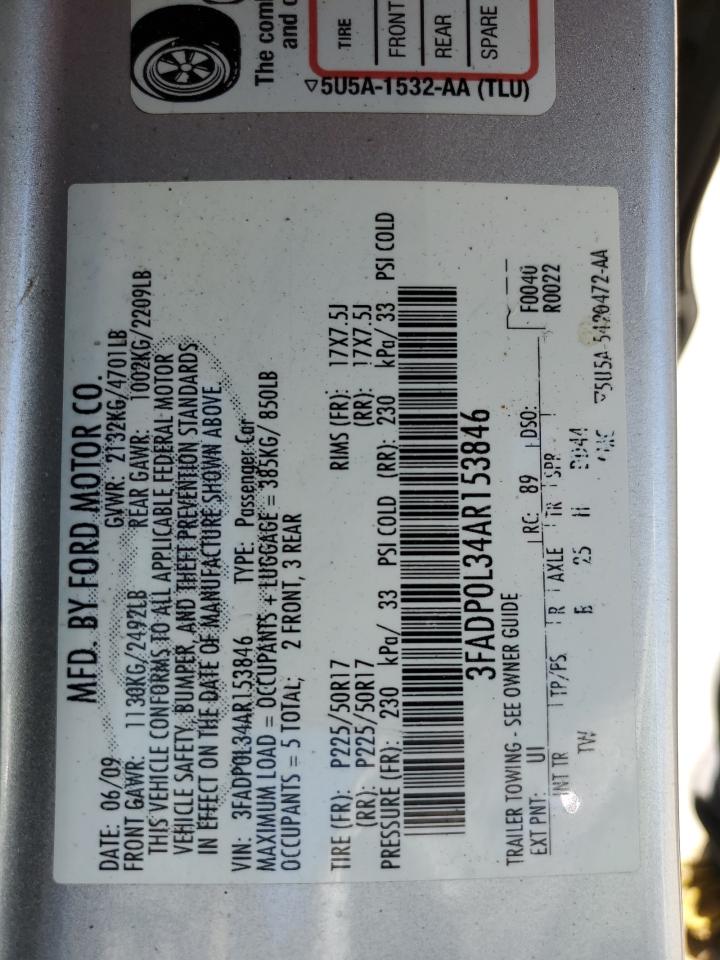 The comb
and c
TIRE
FRONT
REAR
SPARE
▽5U5A-1532-AA (TLU)
MFD. BY FORD MOTOR CO.
DATE: 06/09 GVWR: 2132KG/4701LB
FRONT GAWR: 1130KG/2492LB REAR GAWR: 1002KG/2209LB
THIS VEHICLE CONFORMS TO ALL APPLICABLE FEDERAL MOTOR
VEHICLE SAFETY, BUMPER, AND THEFT PREVENTION STANDARDS
IN EFFECT ON THE DATE OF MANUFACTURE SHOWN ABOVE.
VIN: 3FADP0L34AR153846 TYPE: Passenger Car
MAXIMUM LOAD = OCCUPANTS + LUGGAGE = 385KG/ 850LB
OCCUPANTS = 5 TOTAL; 2 FRONT, 3 REAR
TIRE (FR): P225/50R17 RIMS (FR): 17X7.5J
(RR): P225/50R17 (RR): 17X7.5J
PRESSURE (FR): 230 kPa/ 33 PSI COLD (RR): 230 kPa/ 33 PSI COLD
3FADP0L34AR153846
TRAILER TOWING - SEE OWNER GUIDE F0040
EXT PNT: UI RC: 89 DSO: R0022
INT TR TP/PS R AXLE TR SPR
TW E 25 H
▽5U5A-5420472-AA